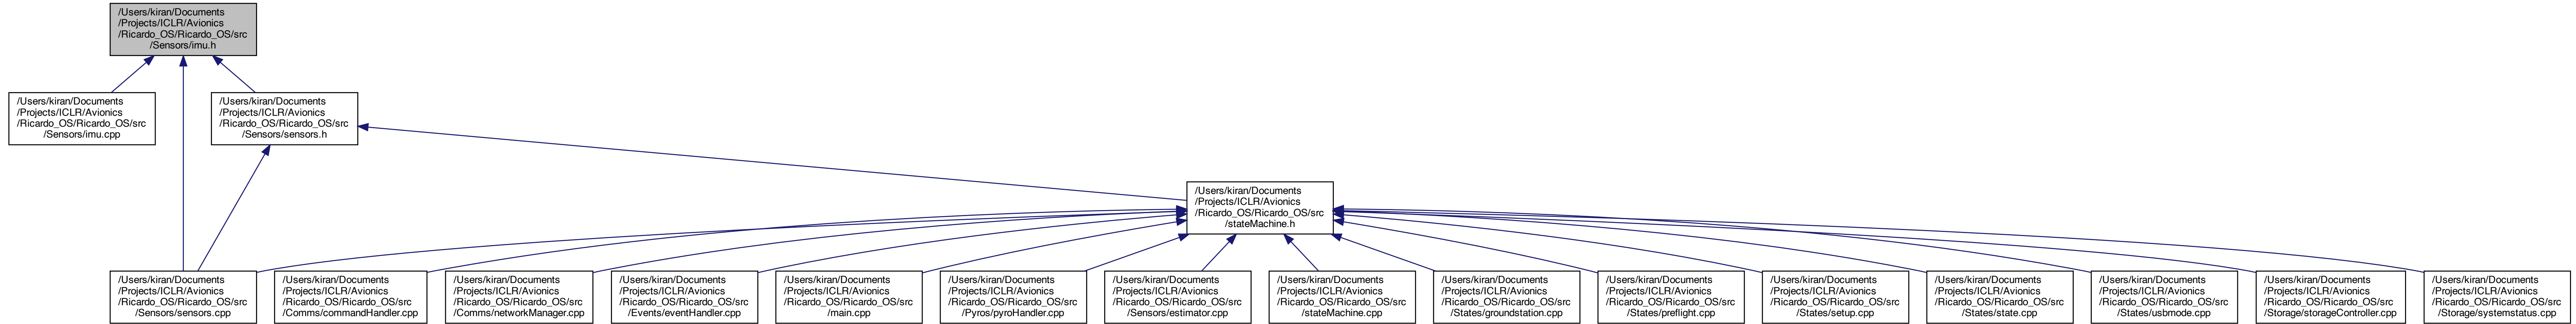 /Users/kiran/Documents
/Projects/ICLR/Avionics
/Ricardo_OS/Ricardo_OS/src
/Sensors/imu.h
/Users/kiran/Documents
/Projects/ICLR/Avionics
/Ricardo_OS/Ricardo_OS/src
/Sensors/imu.cpp
/Users/kiran/Documents
/Projects/ICLR/Avionics
/Ricardo_OS/Ricardo_OS/src
/Sensors/sensors.h
/Users/kiran/Documents
/Projects/ICLR/Avionics
/Ricardo_OS/Ricardo_OS/src
/stateMachine.h
/Users/kiran/Documents
/Projects/ICLR/Avionics
/Ricardo_OS/Ricardo_OS/src
/Sensors/sensors.cpp
/Users/kiran/Documents
/Projects/ICLR/Avionics
/Ricardo_OS/Ricardo_OS/src
/Comms/commandHandler.cpp
/Users/kiran/Documents
/Projects/ICLR/Avionics
/Ricardo_OS/Ricardo_OS/src
/Comms/networkManager.cpp
/Users/kiran/Documents
/Projects/ICLR/Avionics
/Ricardo_OS/Ricardo_OS/src
/Events/eventHandler.cpp
/Users/kiran/Documents
/Projects/ICLR/Avionics
/Ricardo_OS/Ricardo_OS/src
/main.cpp
/Users/kiran/Documents
/Projects/ICLR/Avionics
/Ricardo_OS/Ricardo_OS/src
/Pyros/pyroHandler.cpp
/Users/kiran/Documents
/Projects/ICLR/Avionics
/Ricardo_OS/Ricardo_OS/src
/Sensors/estimator.cpp
/Users/kiran/Documents
/Projects/ICLR/Avionics
/Ricardo_OS/Ricardo_OS/src
/stateMachine.cpp
/Users/kiran/Documents
/Projects/ICLR/Avionics
/Ricardo_OS/Ricardo_OS/src
/States/groundstation.cpp
/Users/kiran/Documents
/Projects/ICLR/Avionics
/Ricardo_OS/Ricardo_OS/src
/States/preflight.cpp
/Users/kiran/Documents
/Projects/ICLR/Avionics
/Ricardo_OS/Ricardo_OS/src
/States/setup.cpp
/Users/kiran/Documents
/Projects/ICLR/Avionics
/Ricardo_OS/Ricardo_OS/src
/States/state.cpp
/Users/kiran/Documents
/Projects/ICLR/Avionics
/Ricardo_OS/Ricardo_OS/src
/States/usbmode.cpp
/Users/kiran/Documents
/Projects/ICLR/Avionics
/Ricardo_OS/Ricardo_OS/src
/Storage/storageController.cpp
/Users/kiran/Documents
/Projects/ICLR/Avionics
/Ricardo_OS/Ricardo_OS/src
/Storage/systemstatus.cpp